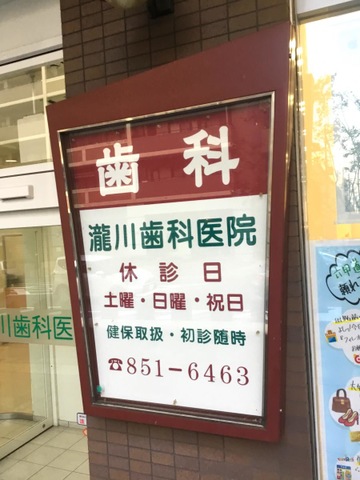 歯科
瀧川歯科医院
休診日
土曜・日曜・祝日
健保取扱・初診随時
☎851-6463
川歯科医